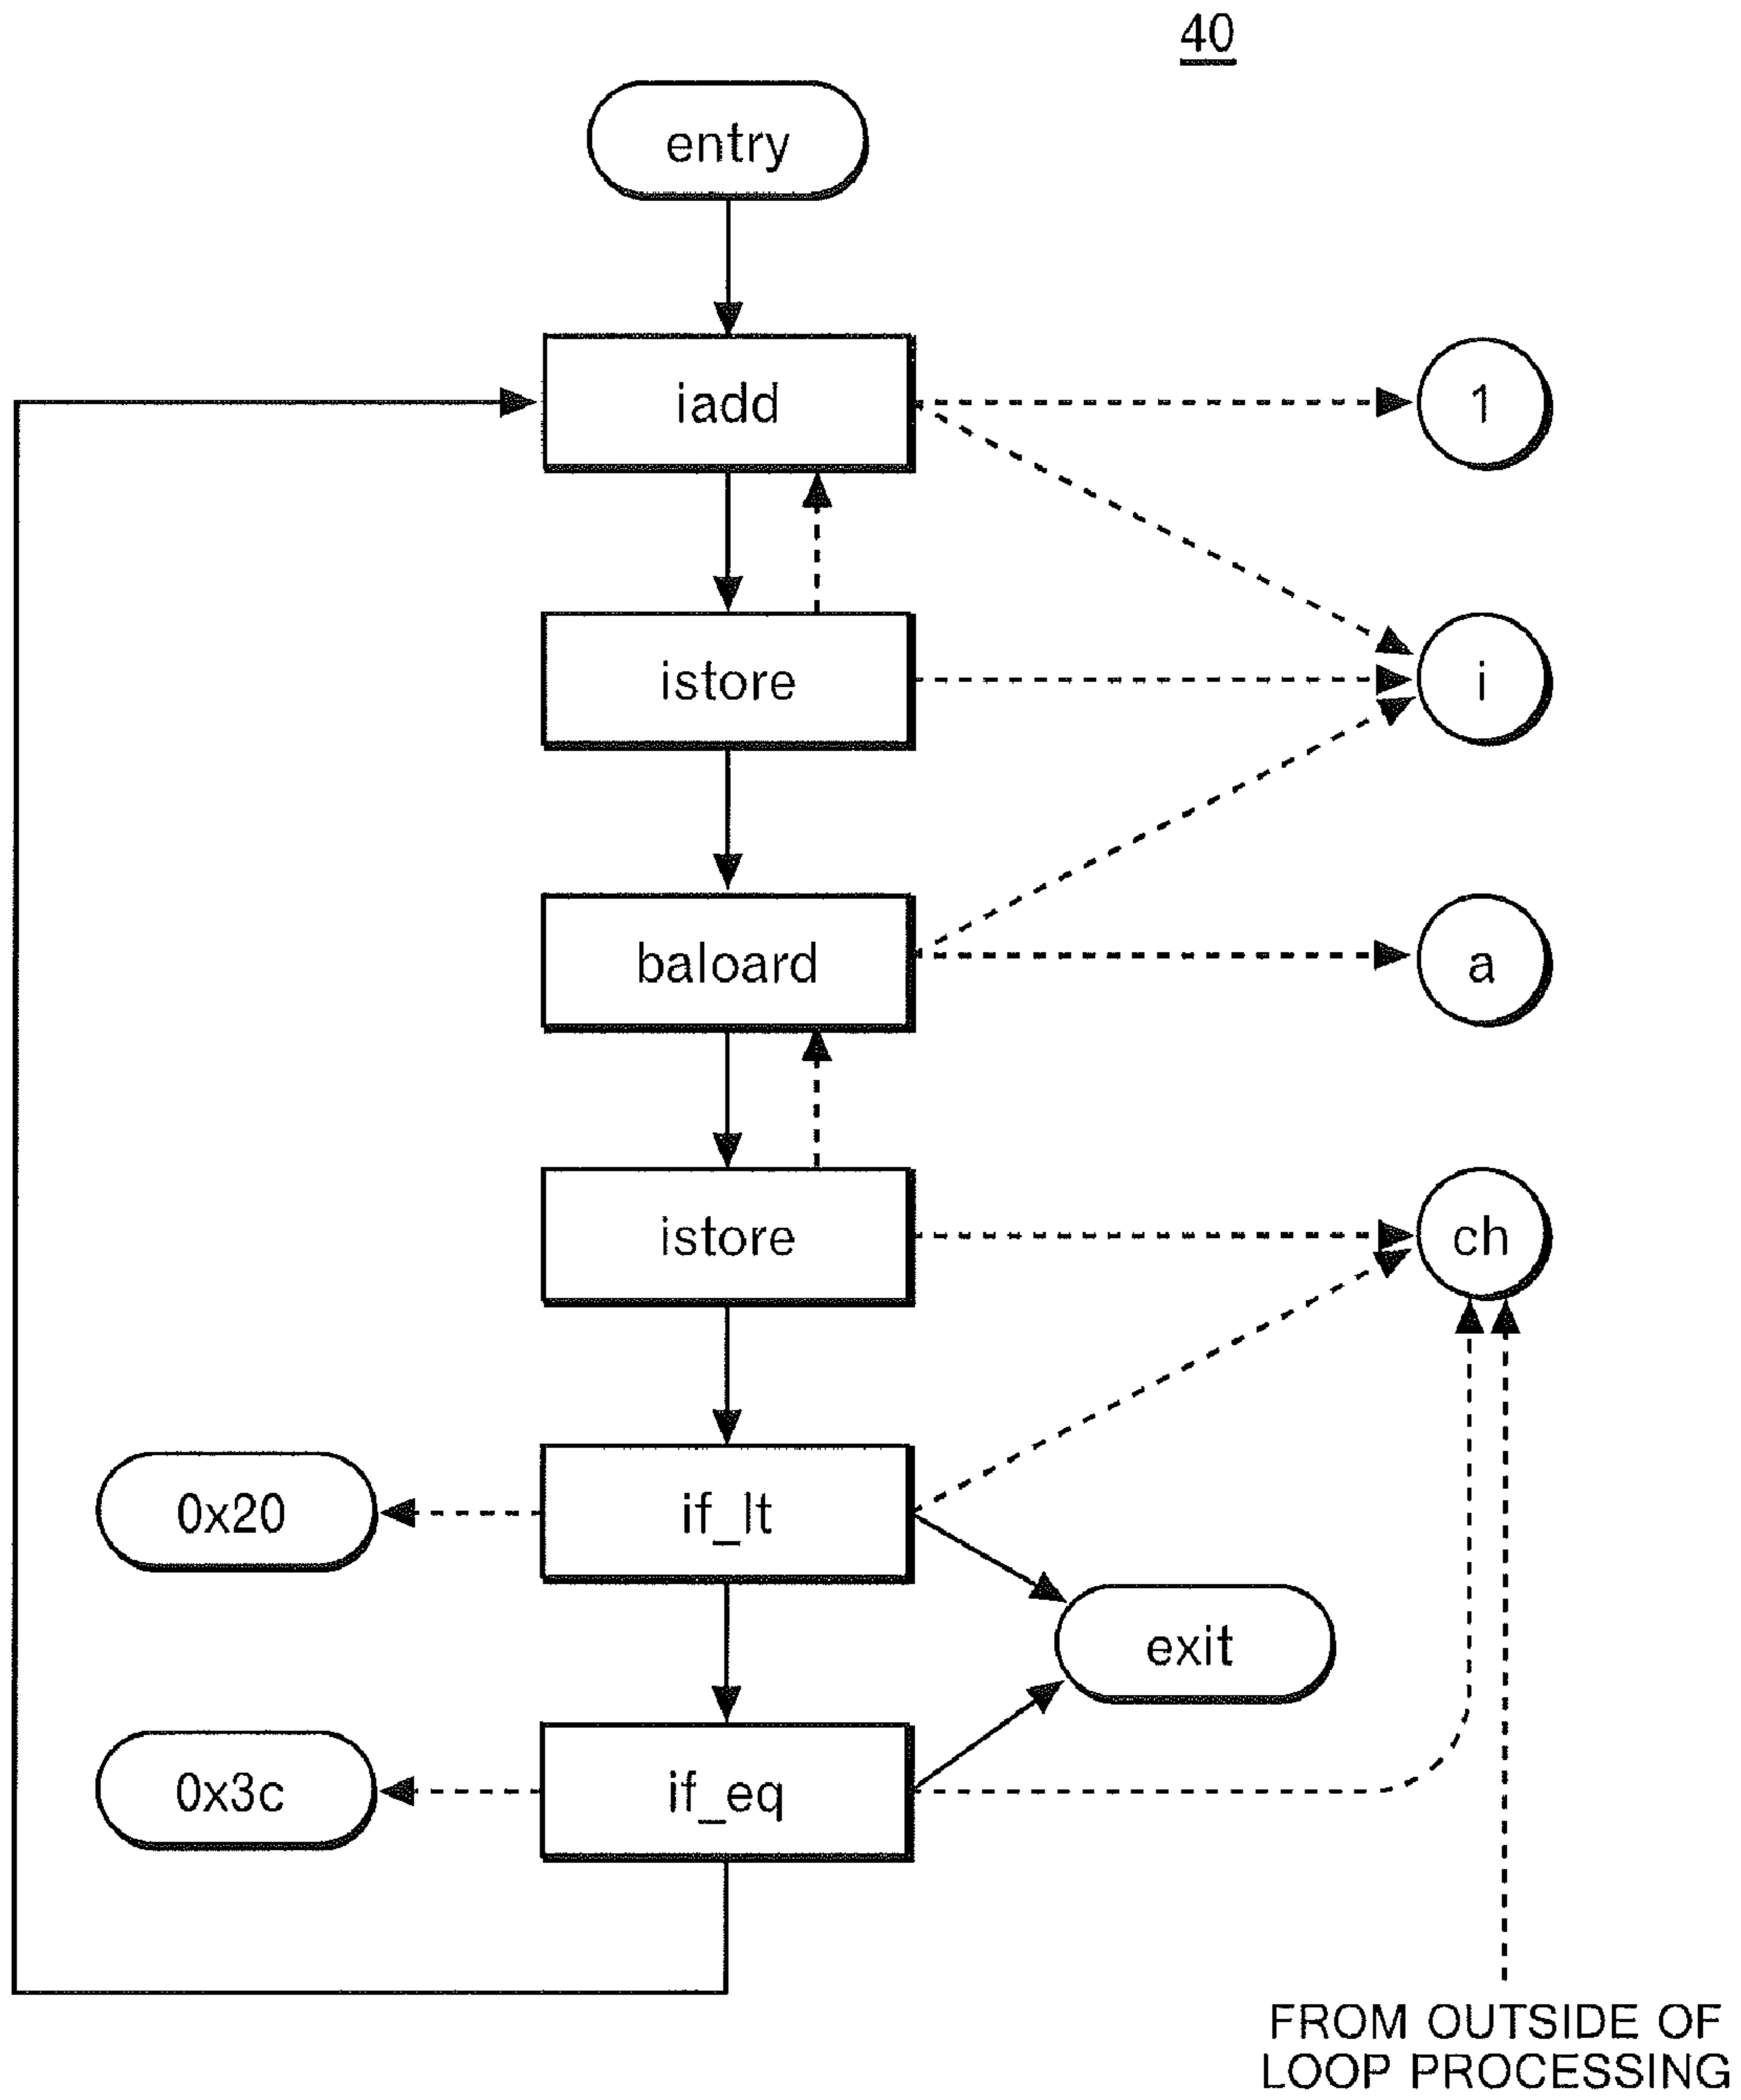 40
entry
iadd
1
istore
i
baloard
a
istore
ch
0x20
if_lt
exit
0x3c
if_eq
FROM OUTSIDE OF
LOOP PROCESSING